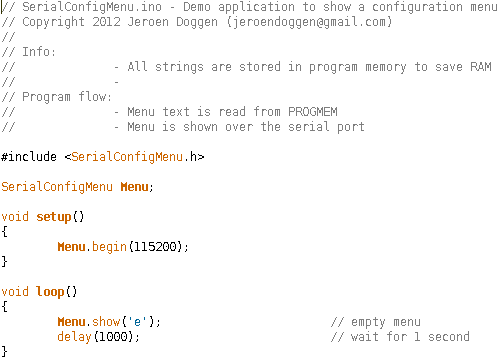 // SerialConfigMenu.ino - Demo application to show a configuration menu
// Copyright 2012 Jeroen Doggen (jeroendoggen@gmail.com)
//
// Info:
//              - All strings are stored in program memory to save RAM
//              -
// Program flow:
//              - Menu text is read from PROGMEM
//              - Menu is shown over the serial port

#include <SerialConfigMenu.h>

SerialConfigMenu Menu;

void setup()
{
        Menu.begin(115200);
}

void loop()
{
        Menu.show('e');                         // empty menu
        delay(1000);                            // wait for 1 second
}